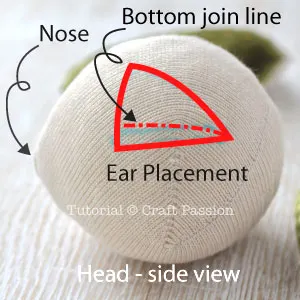 Bottom join line
Nose
Ear Placement
Tutorial © Craft Passion
Head - side view